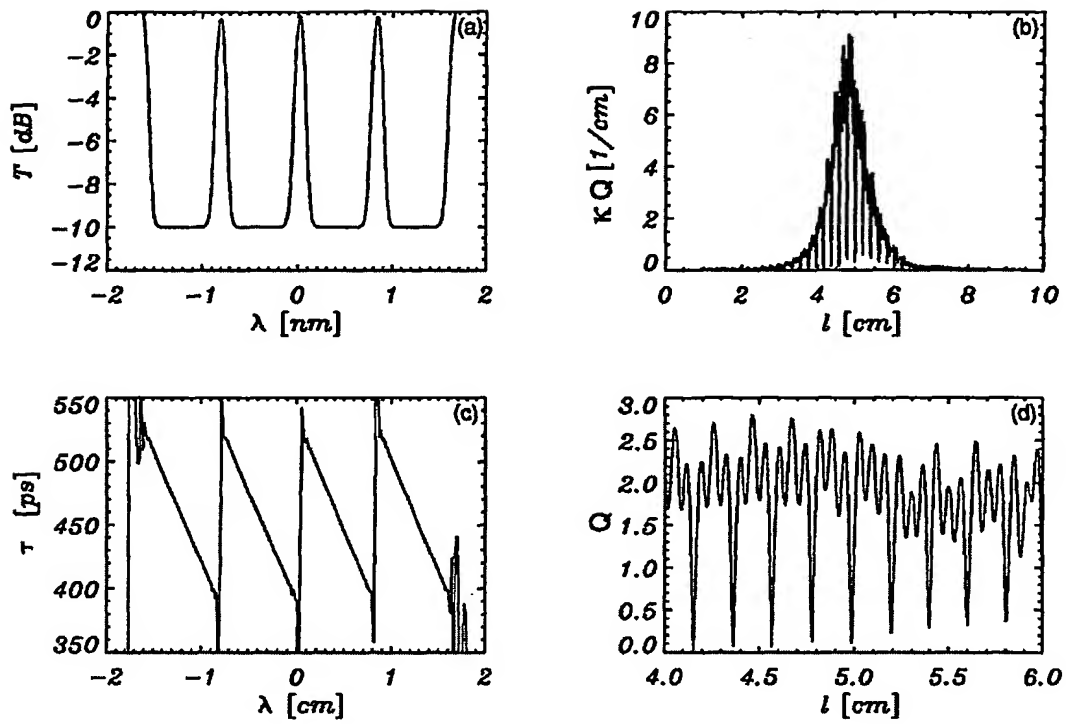 (a)
T [dB]
0
−2
−4
−6
−8
−10
−12
−2 −1 0 1 2
λ [nm]
(b)
κ Q [1/cm]
10
8
6
4
2
0
0 2 4 6 8 10
l [cm]
(c)
τ [ps]
550
500
450
400
350
−2 −1 0 1 2
λ [cm]
(d)
Q
3.0
2.5
2.0
1.5
1.0
0.5
0.0
4.0 4.5 5.0 5.5 6.0
l [cm]